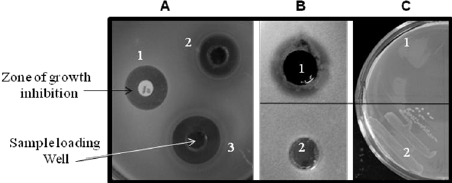 A B C
1 2 1 1
Zone of growth
inhibition
Sample loading
Well
3 2 2